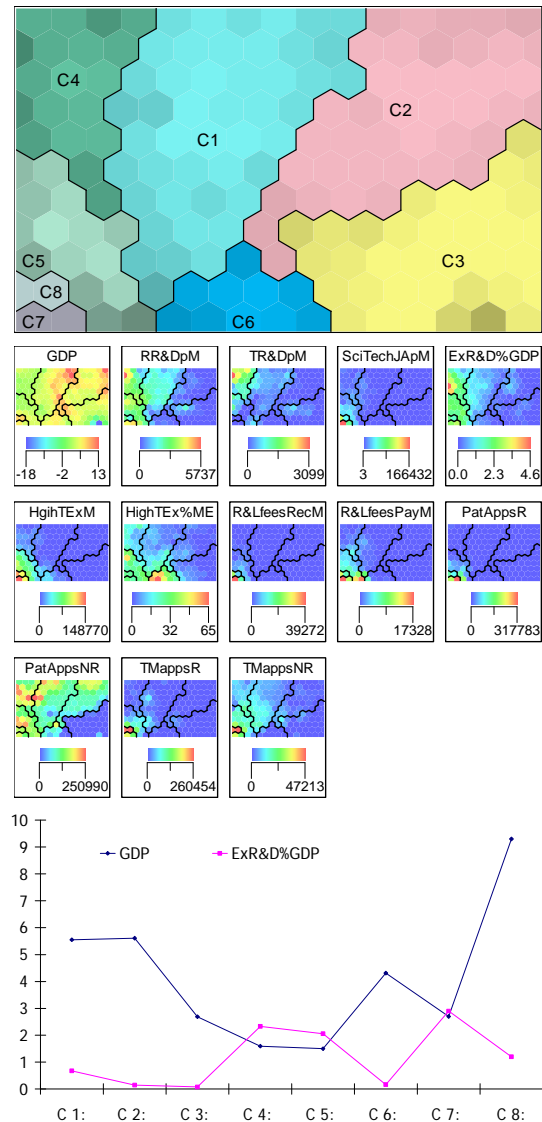 C4
C2
C1
C3
C5
C8
C7
C6
GDP RR&DpM TR&DpM SciTechJApM ExR&D%GDP
-18 -2 13 0 5737 0 3099 3 166432 0.0 2.3 4.6
HgihTExM HighTEx%ME R&LfeesRecM R&LfeesPayM PatAppsR
0 148770 0 32 65 0 39272 0 17328 0 317783
PatAppsNR TMappsR TMappsNR
0 250990 0 260454 0 47213
10
9
GDP ExR&D%GDP
8
7
6
5
4
3
2
1
0
C 1: C 2: C 3: C 4: C 5: C 6: C 7: C 8: